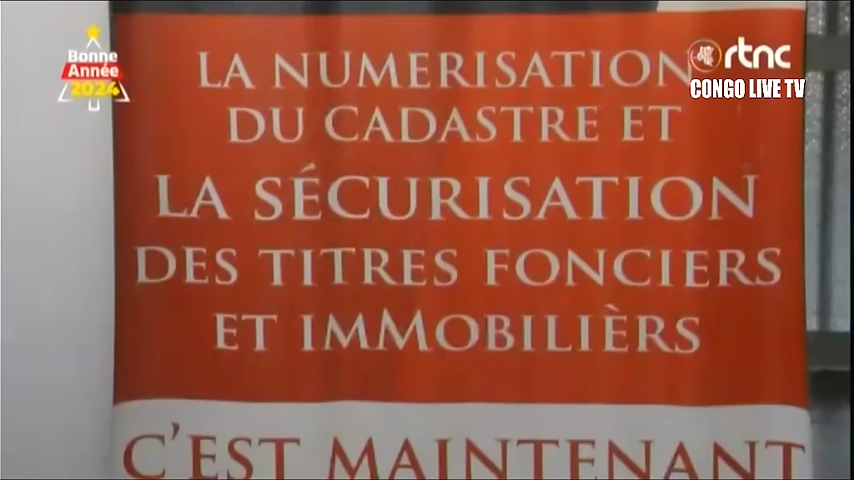 Bonne
Année
2024
rtnc
CONGO LIVE TV
LA NUMERISATION
DU CADASTRE ET
LA SÉCURISATION
DES TITRES FONCIERS
ET IMMOBILIÈRS
C'EST MAINTENANT